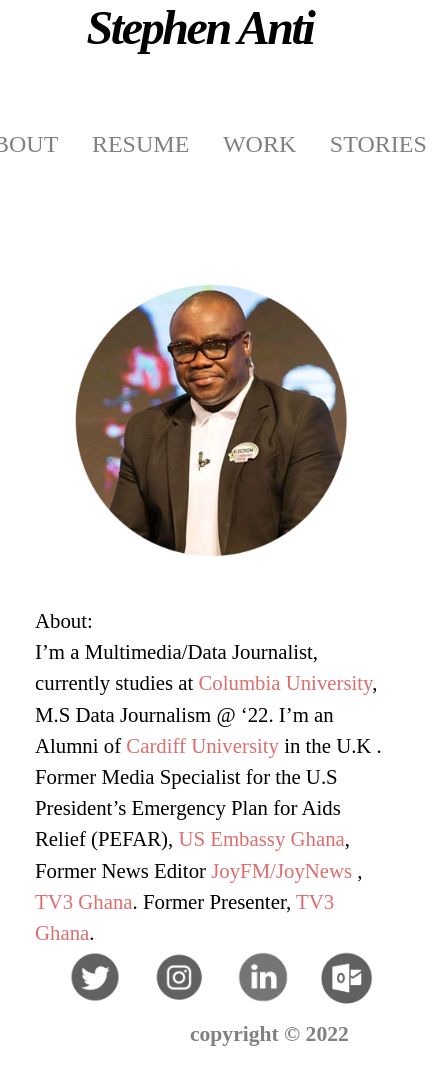 Stephen Anti
BOUT RESUME WORK STORIES
ELECTION
About:
I’m a Multimedia/Data Journalist,
currently studies at Columbia University,
M.S Data Journalism @ ‘22. I’m an
Alumni of Cardiff University in the U.K .
Former Media Specialist for the U.S
President’s Emergency Plan for Aids
Relief (PEFAR), US Embassy Ghana,
Former News Editor JoyFM/JoyNews ,
TV3 Ghana. Former Presenter, TV3
Ghana.
in
copyright © 2022